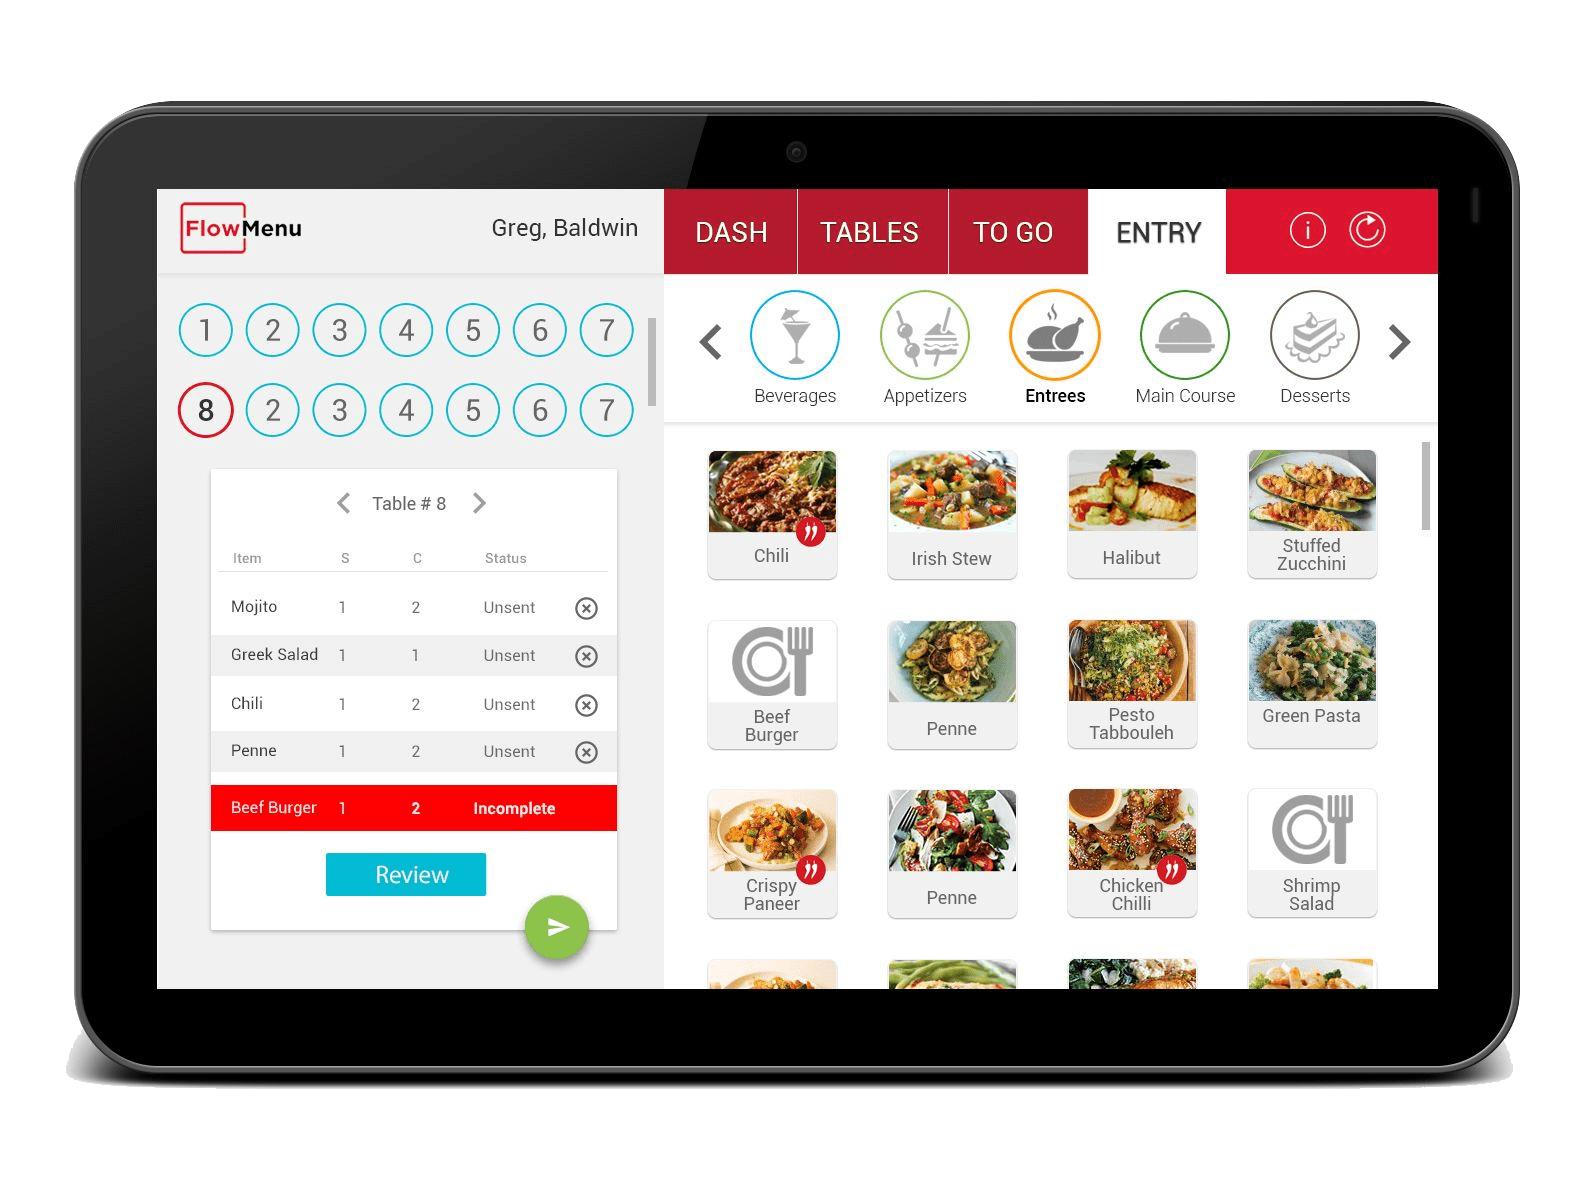 FlowMenu
Greg, Baldwin
DASH
TABLES
TO GO
ENTRY
i
1 2 3 4 5 6 7
8 2 3 4 5 6 7
Beverages
Appetizers
Entrees
Main Course
Desserts
Table # 8
Item S C Status
Mojito 1 2 Unsent
Greek Salad 1 1 Unsent
Chili 1 2 Unsent
Penne 1 2 Unsent
Beef Burger 1 2 Incomplete
Review
Chili
Irish Stew
Halibut
Stuffed
Zucchini
Beef
Burger
Penne
Pesto
Tabbouleh
Green Pasta
Crispy
Paneer
Penne
Chicken
Chilli
Shrimp
Salad